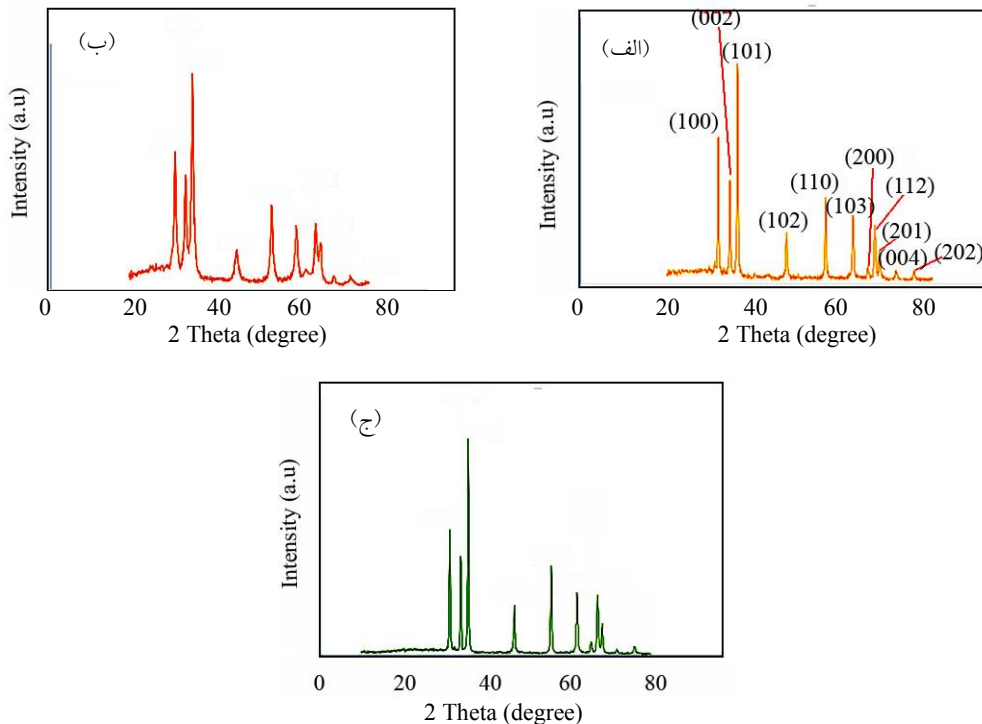 (ب)
Intensity (a.u)
0 20 40 60 80
2 Theta (degree)
(الف)
Intensity (a.u)
(002)
(101)
(100)
(200)
(110)
(112)
(103)
(102)
(201)
(004)
(202)
0 20 40 60 80
2 Theta (degree)
(ج)
Intensity (a.u)
0 20 40 60 80
2 Theta (degree)